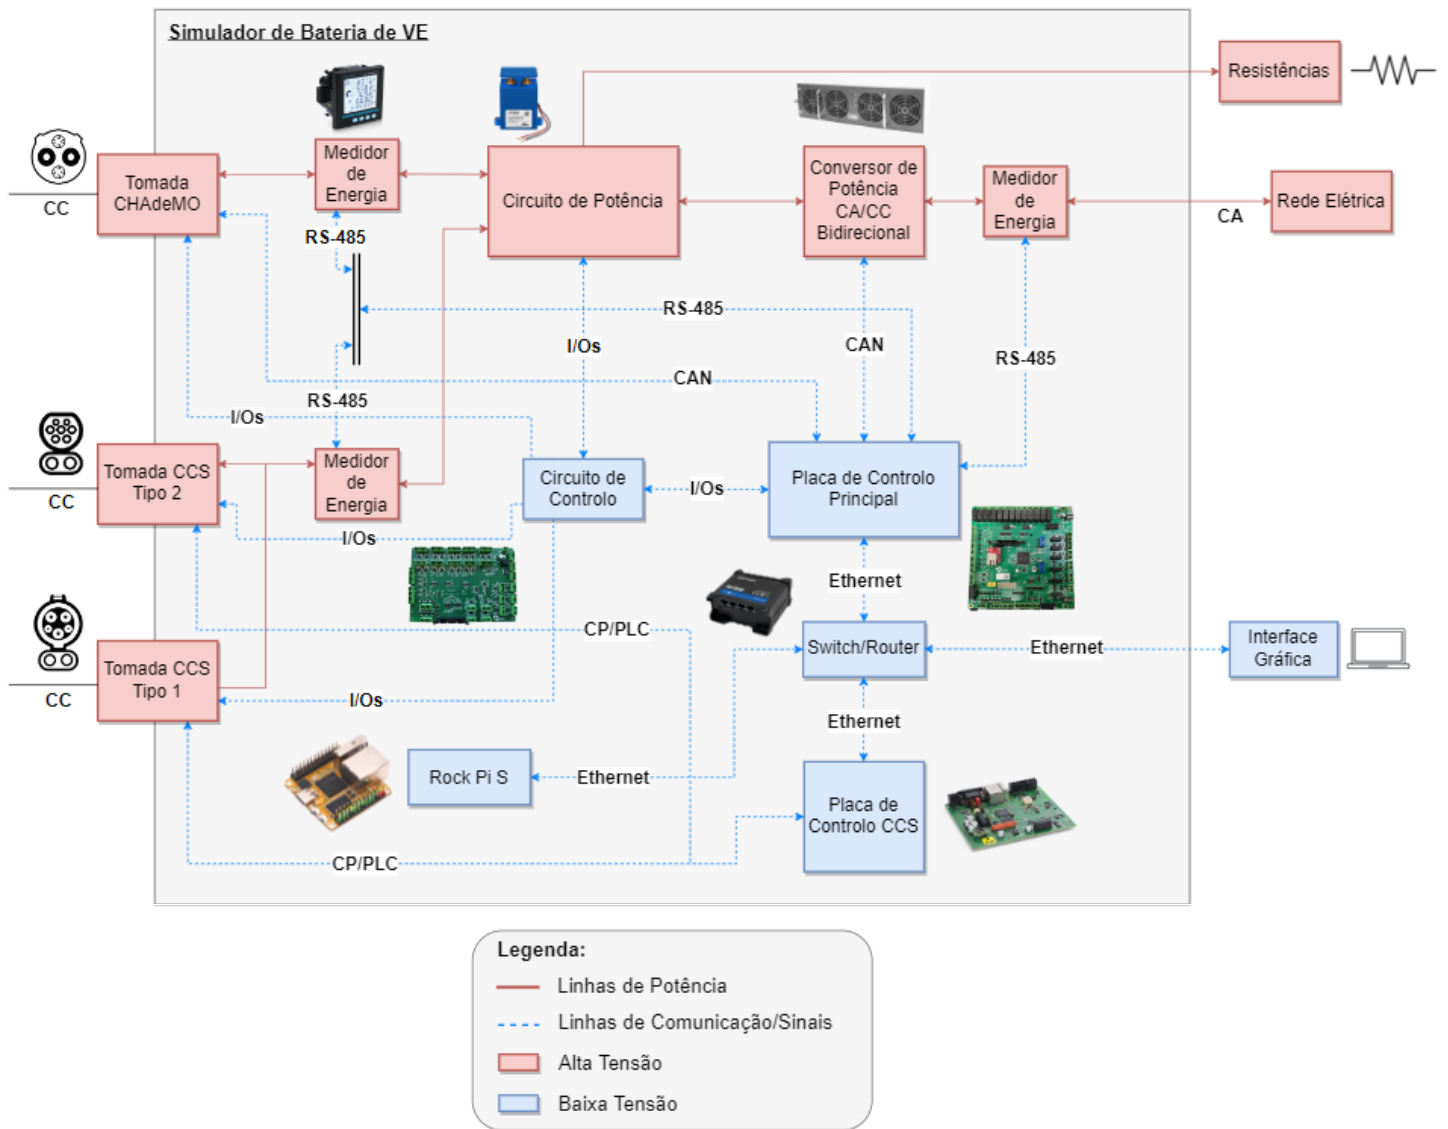 Simulador de Bateria de VE
Resistências
Medidor
de
Energia
Tomada
CHAdeMO
CC
Circuito de Potência
Conversor de
Potência
CA/CC
Bidirecional
Medidor
de
Energia
CA
Rede Elétrica
RS-485
RS-485
I/Os
CAN
RS-485
CAN
RS-485
I/Os
Tomada CCS
Tipo 2
CC
Medidor
de
Energia
Circuito de
Controlo
I/Os
Placa de Controlo
Principal
I/Os
Ethernet
CP/PLC
Switch/Router
Ethernet
Interface
Gráfica
Tomada CCS
Tipo 1
CC
I/Os
Ethernet
Rock Pi S
Ethernet
Placa de
Controlo CCS
CP/PLC
Legenda:
Linhas de Potência
Linhas de Comunicação/Sinais
Alta Tensão
Baixa Tensão